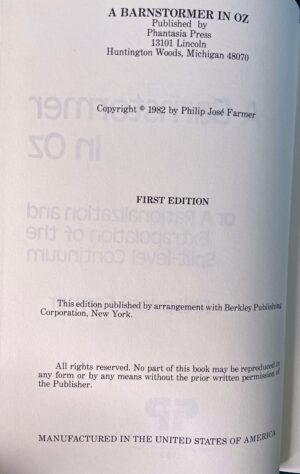 A BARNSTORMER IN OZ
Published by
Phantasia Press
13101 Lincoln
Huntington Woods, Michigan 48070
Copyright © 1982 by Philip José Farmer
FIRST EDITION
This edition published by arrangement with Berkley Publishing
Corporation, New York.
All rights reserved. No part of this book may be reproduced in
any form or by any means without the prior written permission of
the Publisher.
MANUFACTURED IN THE UNITED STATES OF AMERICA